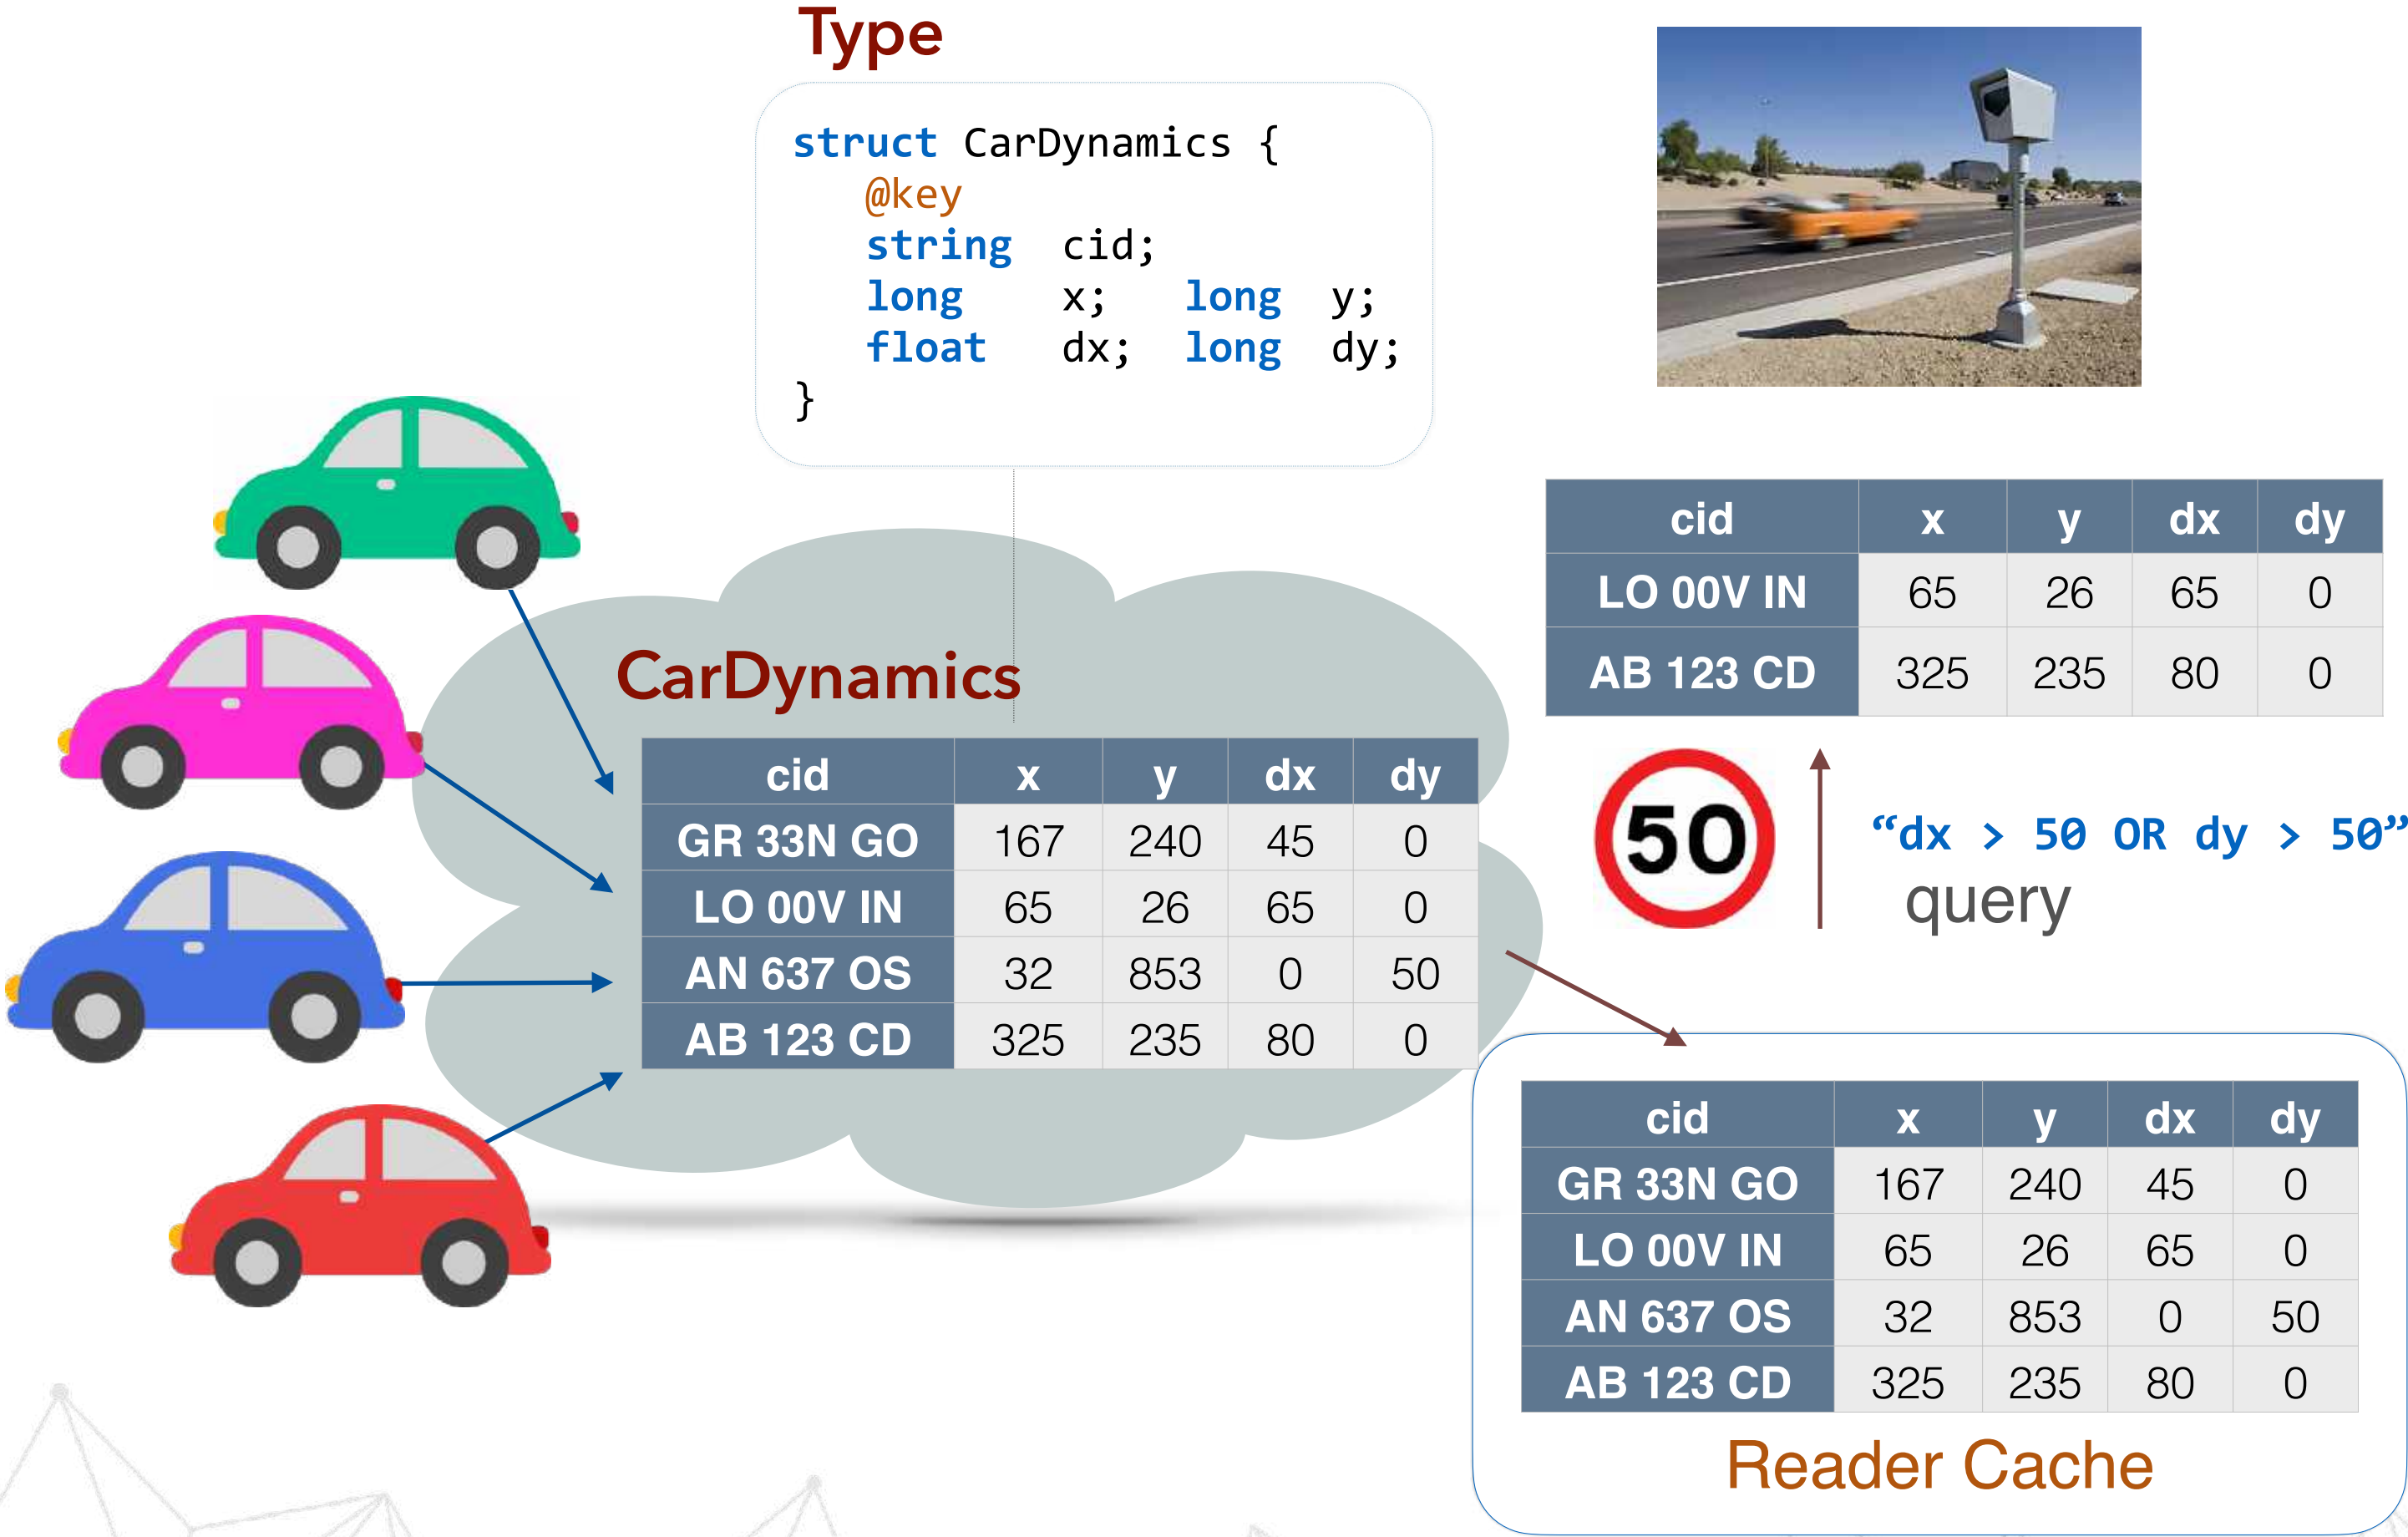 Type
struct CarDynamics {
@key
string cid;
long x; long y;
float dx; long dy;
}
CarDynamics
cid x y dx dy
GR 33N GO 167 240 45 0
LO 00V IN 65 26 65 0
AN 637 OS 32 853 0 50
AB 123 CD 325 235 80 0
cid x y dx dy
LO 00V IN 65 26 65 0
AB 123 CD 325 235 80 0
50
“dx > 50 OR dy > 50”
query
cid x y dx dy
GR 33N GO 167 240 45 0
LO 00V IN 65 26 65 0
AN 637 OS 32 853 0 50
AB 123 CD 325 235 80 0
Reader Cache